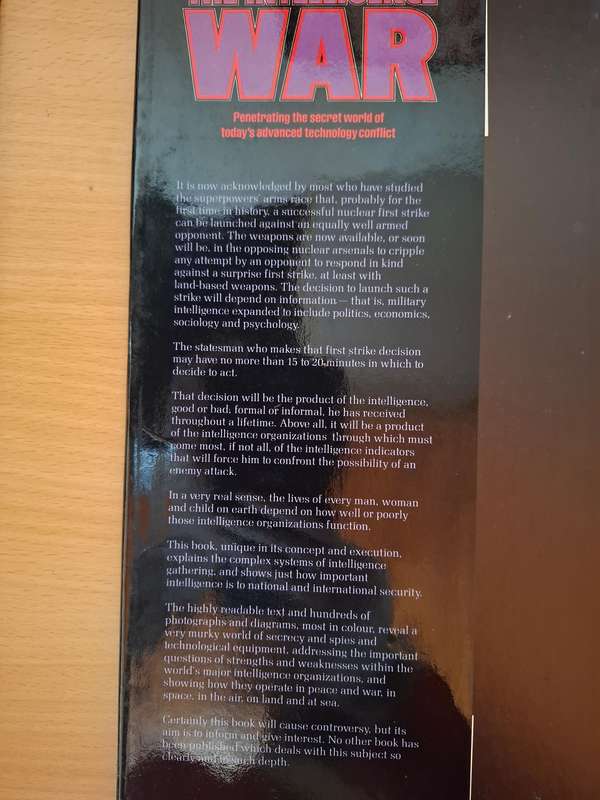 THE INTELLIGENCE
WAR
Penetrating the secret world of
today's advanced technology conflict
It is now acknowledged by most who have studied
the superpowers' arms race that, probably for the
first time in history, a successful nuclear first strike
can be launched against an equally well armed
opponent. The weapons are now available, or soon
will be, in the opposing nuclear arsenals to cripple
any attempt by an opponent to respond in kind
against a surprise first strike, at least with
land-based weapons. The decision to launch such a
strike will depend on information — that is, military
intelligence expanded to include politics, economics,
sociology and psychology.
The statesman who makes that first strike decision
may have no more than 15 to 20 minutes in which to
decide to act.
That decision will be the product of the intelligence,
good or bad, formal or informal, he has received
throughout a lifetime. Above all, it will be a product
of the intelligence organizations through which must
come most, if not all, of the intelligence indicators
that will force him to confront the possibility of an
enemy attack.
In a very real sense, the lives of every man, woman
and child on earth depend on how well or poorly
those intelligence organizations function.
This book, unique in its concept and execution,
explains the complex systems of intelligence
gathering, and shows just how important
intelligence is to national and international security.
The highly readable text and hundreds of
photographs and diagrams, most in colour, reveal a
very murky world of secrecy and spies and
technological equipment, addressing the important
questions of strengths and weaknesses within the
world's major intelligence organizations, and
showing how they operate in peace and war, in
space, in the air, on land and at sea.
Certainly this book will cause controversy, but its
aim is to inform and give interest. No other book has
been published which deals with this subject so
clearly and in such depth.